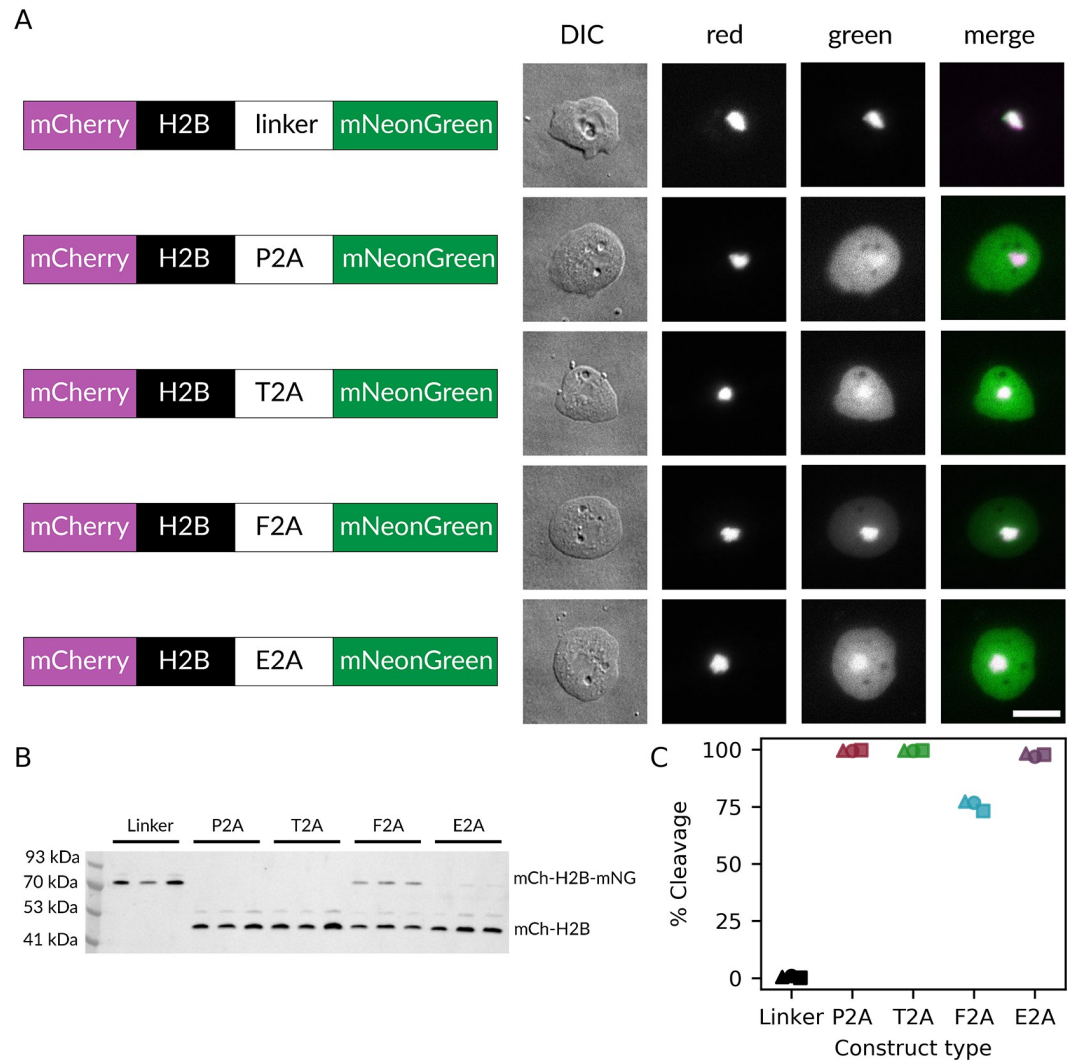 A
DIC red green merge
mCherry H2B linker mNeonGreen
mCherry H2B P2A mNeonGreen
mCherry H2B T2A mNeonGreen
mCherry H2B F2A mNeonGreen
mCherry H2B E2A mNeonGreen
B
Linker P2A T2A F2A E2A
93 kDa
70 kDa
53 kDa
41 kDa
mCh-H2B-mNG
mCh-H2B
C
% Cleavage
100
75
50
25
0
Linker P2A T2A F2A E2A
Construct type